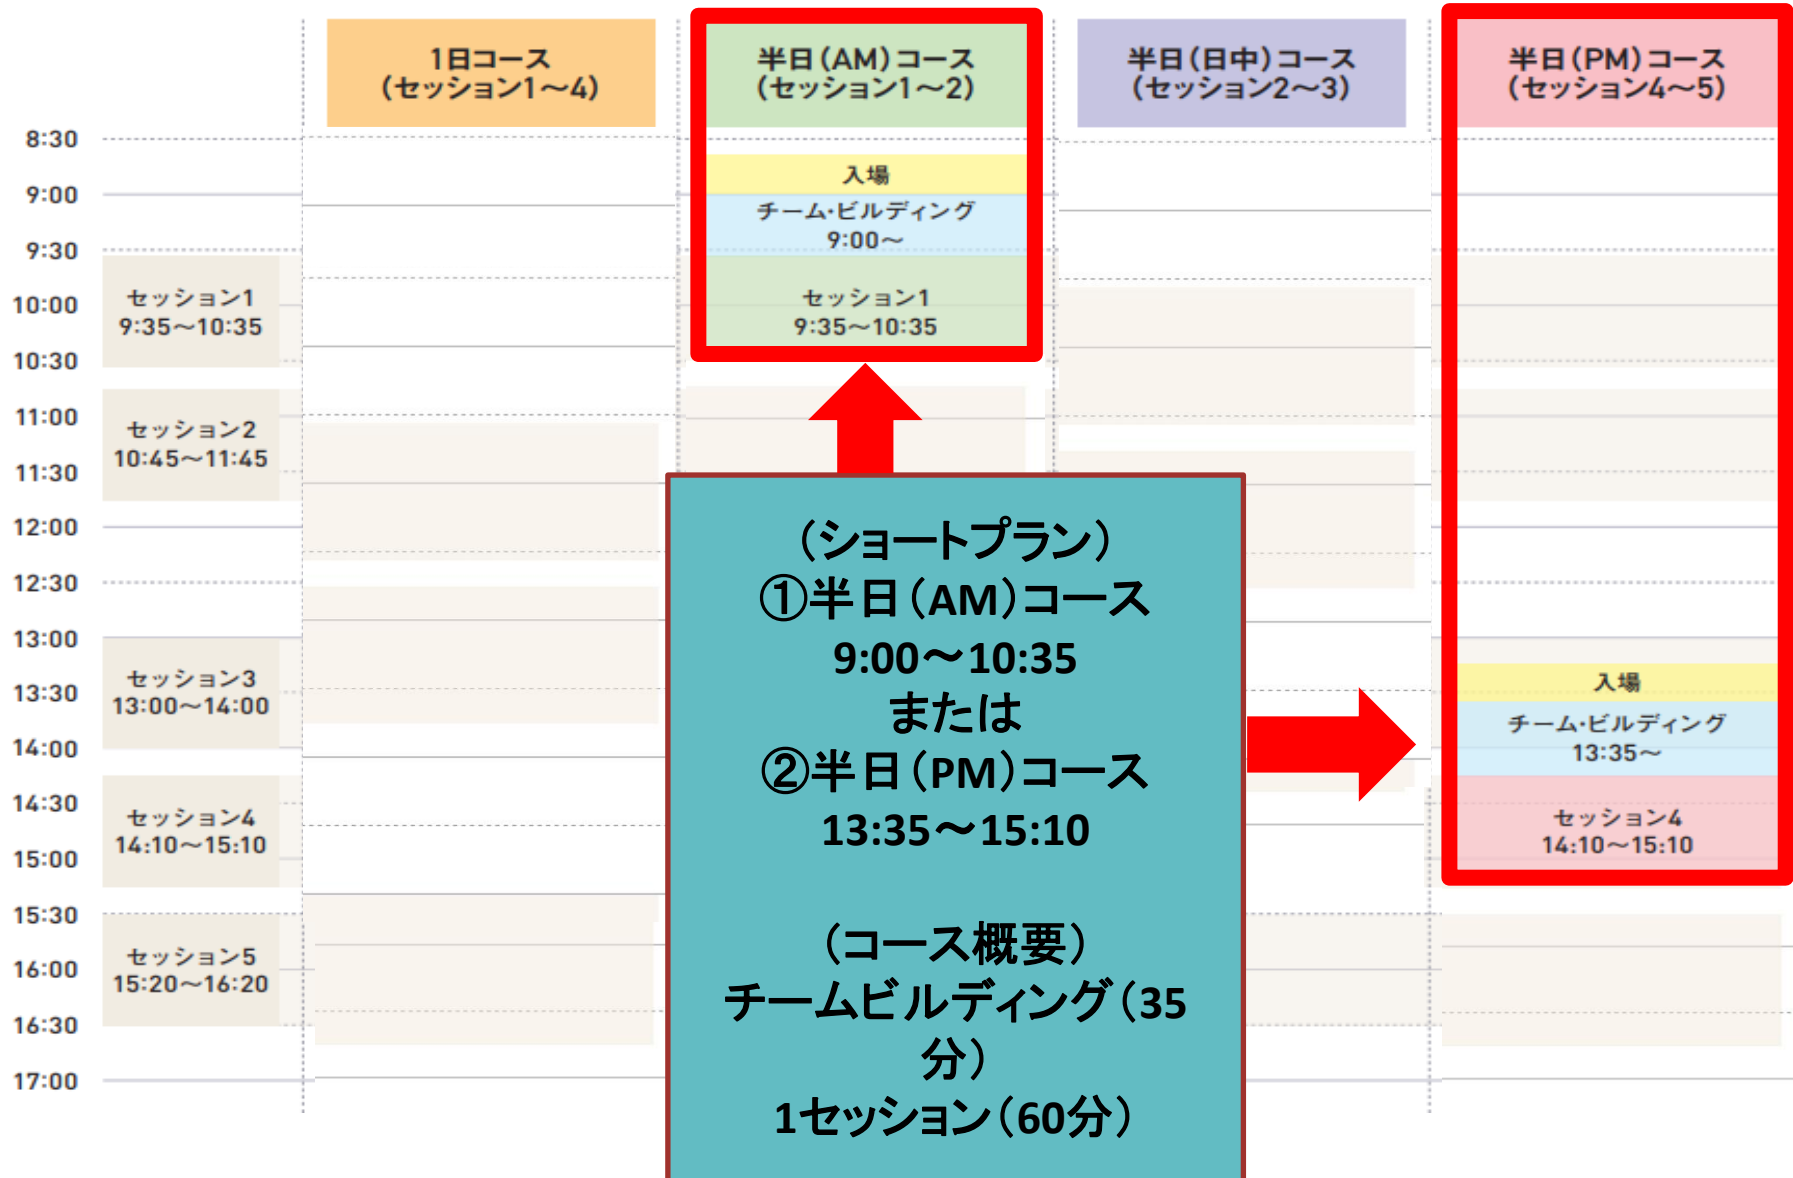 1日コース
(セッション1～4)
半日(AM)コース
(セッション1～2)
半日(日中)コース
(セッション2～3)
半日(PM)コース
(セッション4～5)
8:30
9:00
9:30
10:00
10:30
11:00
11:30
12:00
12:30
13:00
13:30
14:00
14:30
15:00
15:30
16:00
16:30
17:00
セッション1
9:35～10:35
セッション2
10:45～11:45
セッション3
13:00～14:00
セッション4
14:10～15:10
セッション5
15:20～16:20
入場
チーム・ビルディング
9:00～
セッション1
9:35～10:35
(ショートプラン)
①半日(AM)コース
9:00～10:35
または
②半日(PM)コース
13:35～15:10
(コース概要)
チームビルディング(35
分)
1セッション(60分)
入場
チーム・ビルディング
13:35～
セッション4
14:10～15:10